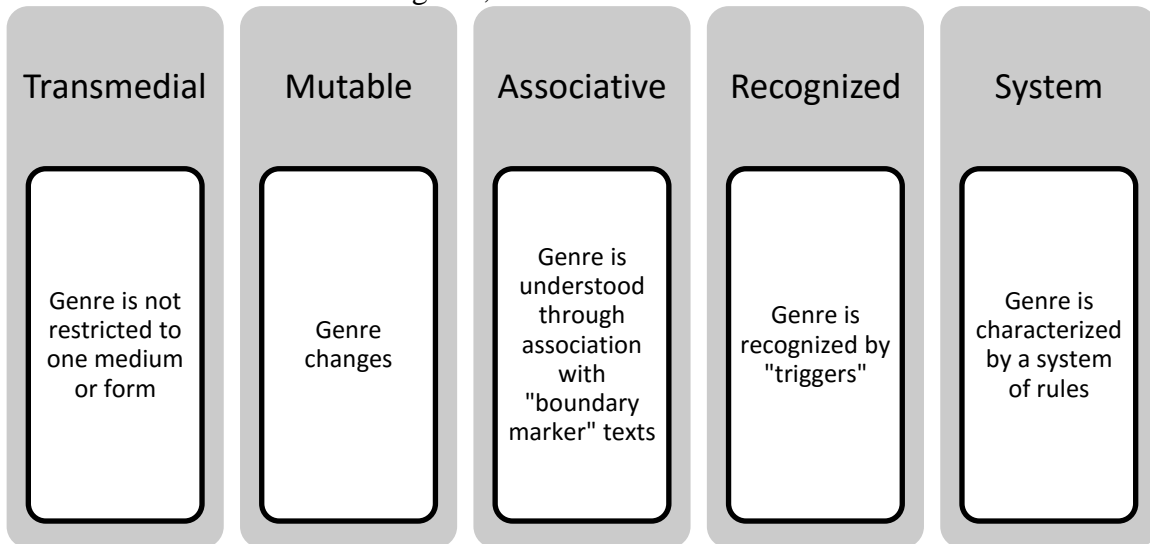 Transmedial
Genre is not
restricted to
one medium
or form
Mutable
Genre
changes
Associative
Genre is
understood
through
association
with
"boundary
marker" texts
Recognized
Genre is
recognized by
"triggers"
System
Genre is
characterized
by a system
of rules